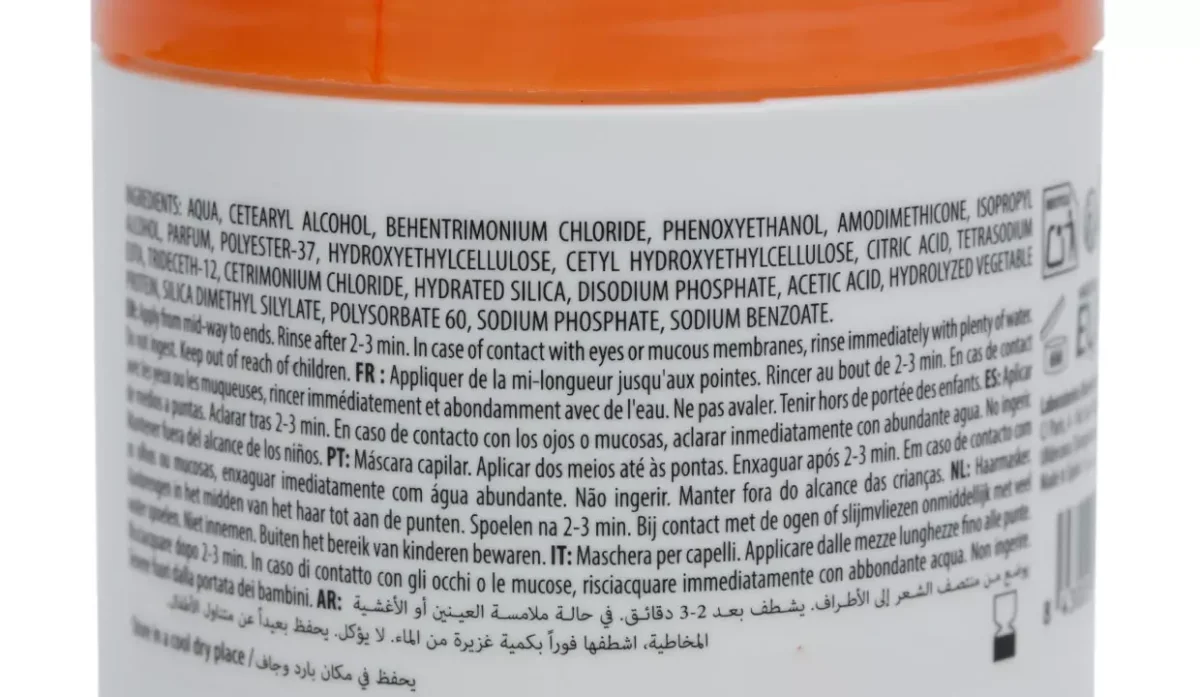 INGREDIENTS: AQUA, CETEARYL ALCOHOL, BEHENTRIMONIUM CHLORIDE, PHENOXYETHANOL, AMODIMETHICONE, ISOPROPYL
ALCOHOL, PARFUM, POLYESTER-37, HYDROXYETHYLCELLULOSE, CETYL HYDROXYETHYLCELLULOSE, CITRIC ACID, TETRASODIUM
EDTA, TRIDECETH-12, CETRIMONIUM CHLORIDE, HYDRATED SILICA, DISODIUM PHOSPHATE, ACETIC ACID, HYDROLYZED VEGETABLE
PROTEIN, SILICA DIMETHYL SILYLATE, POLYSORBATE 60, SODIUM PHOSPHATE, SODIUM BENZOATE.
EN: Apply from mid-way to ends. Rinse after 2-3 min. In case of contact with eyes or mucous membranes, rinse immediately with plenty of water.
Do not ingest. Keep out of reach of children. FR : Appliquer de la mi-longueur jusqu'aux pointes. Rincer au bout de 2-3 min. En cas de contact
avec les yeux ou les muqueuses, rincer immédiatement et abondamment avec de l'eau. Ne pas avaler. Tenir hors de portée des enfants. ES: Aplicar
de medios a puntas. Aclarar tras 2-3 min. En caso de contacto con los ojos o mucosas, aclarar inmediatamente con abundante agua. No ingerir.
Mantener fuera del alcance de los niños. PT: Máscara capilar. Aplicar dos meios até às pontas. Enxaguar após 2-3 min. Em caso de contacto com
os olhos ou mucosas, enxaguar imediatamente com água abundante. Não ingerir. Manter fora do alcance das crianças. NL: Haarmasker.
Aanbrengen in het midden van het haar tot aan de punten. Spoelen na 2-3 min. Bij contact met de ogen of slijmvliezen onmiddellijk met veel
water spoelen. Niet innemen. Buiten het bereik van kinderen bewaren. IT: Maschera per capelli. Applicare dalle mezze lunghezze fino alle punte.
Risciacquare dopo 2-3 min. In caso di contatto con gli occhi o le mucose, risciacquare immediatamente con abbondante acqua. Non ingerire.
Tenere fuori dalla portata dei bambini. AR: يوضع من منتصف الشعر إلى الأطراف. يشطف بعد 2-3 دقائق. في حالة ملامسة العينين أو الأغشية
المخاطية، اشطفها فوراً بكمية غزيرة من الماء. لا يؤكل. يحفظ بعيداً عن متناول الأطفال.
Store in a cool dry place / يحفظ في مكان بارد وجاف
8